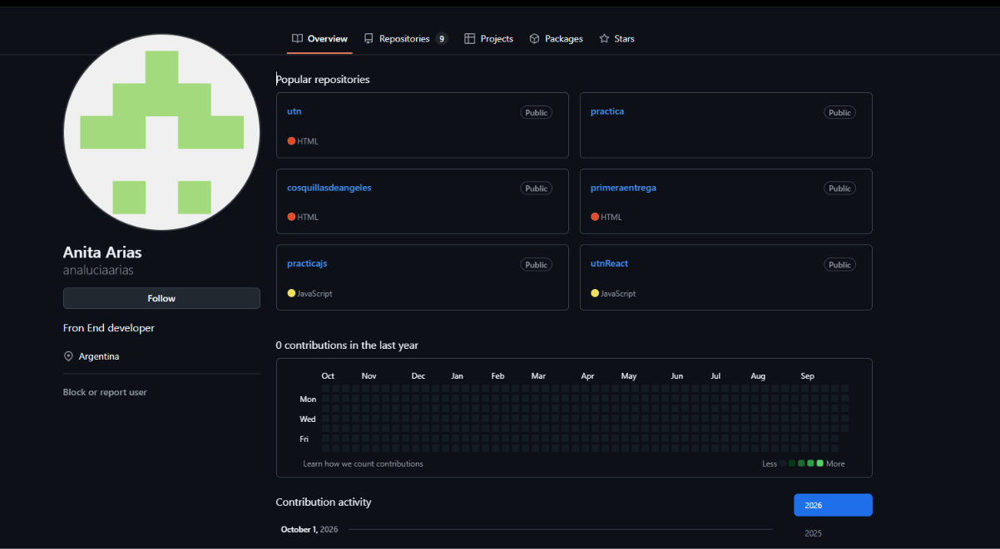 Overview Repositories 9 Projects Packages Stars
Anita Arias
analuciaarias
Follow
Fron End developer
Argentina
Block or report user
Popular repositories
utn Public
HTML
practica Public
cosquillasdeangeles Public
HTML
primeraentrega Public
HTML
practicajs Public
JavaScript
utnReact Public
JavaScript
0 contributions in the last year
Oct Nov Dec Jan Feb Mar Apr May Jun Jul Aug Sep
Mon
Wed
Fri
Learn how we count contributions Less More
Contribution activity
2026
October 1, 2026
2025